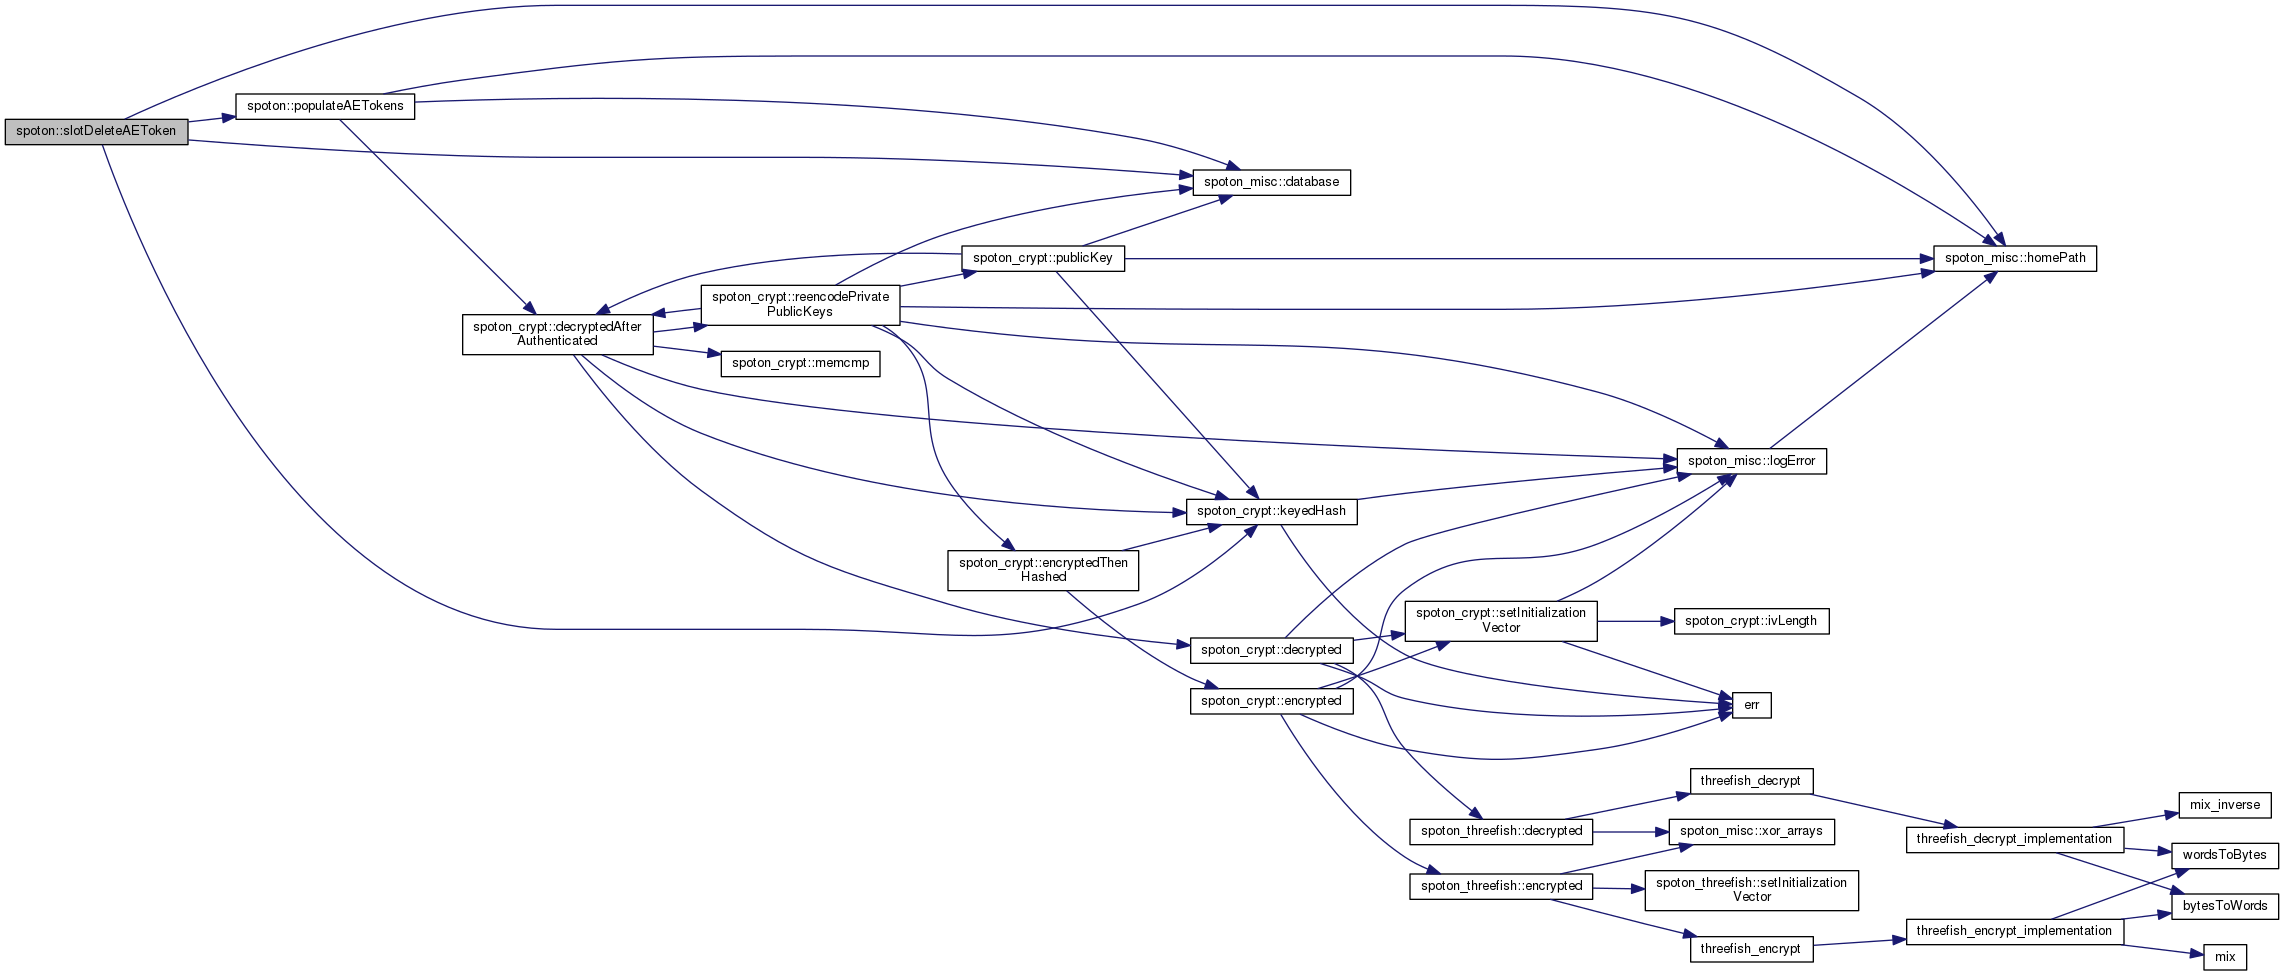 spoton::slotDeleteAEToken
spoton::populateAETokens
spoton_crypt::decryptedAfter
Authenticated
spoton_crypt::reencodePrivate
PublicKeys
spoton_crypt::memcmp
spoton_crypt::publicKey
spoton_crypt::encryptedThen
Hashed
spoton_misc::database
spoton_crypt::keyedHash
spoton_crypt::decrypted
spoton_crypt::encrypted
spoton_crypt::setInitialization
Vector
spoton_threefish::decrypted
spoton_threefish::encrypted
spoton_misc::homePath
spoton_misc::logError
spoton_crypt::ivLength
err
threefish_decrypt
spoton_misc::xor_arrays
spoton_threefish::setInitialization
Vector
threefish_encrypt
threefish_decrypt_implementation
threefish_encrypt_implementation
mix_inverse
wordsToBytes
bytesToWords
mix